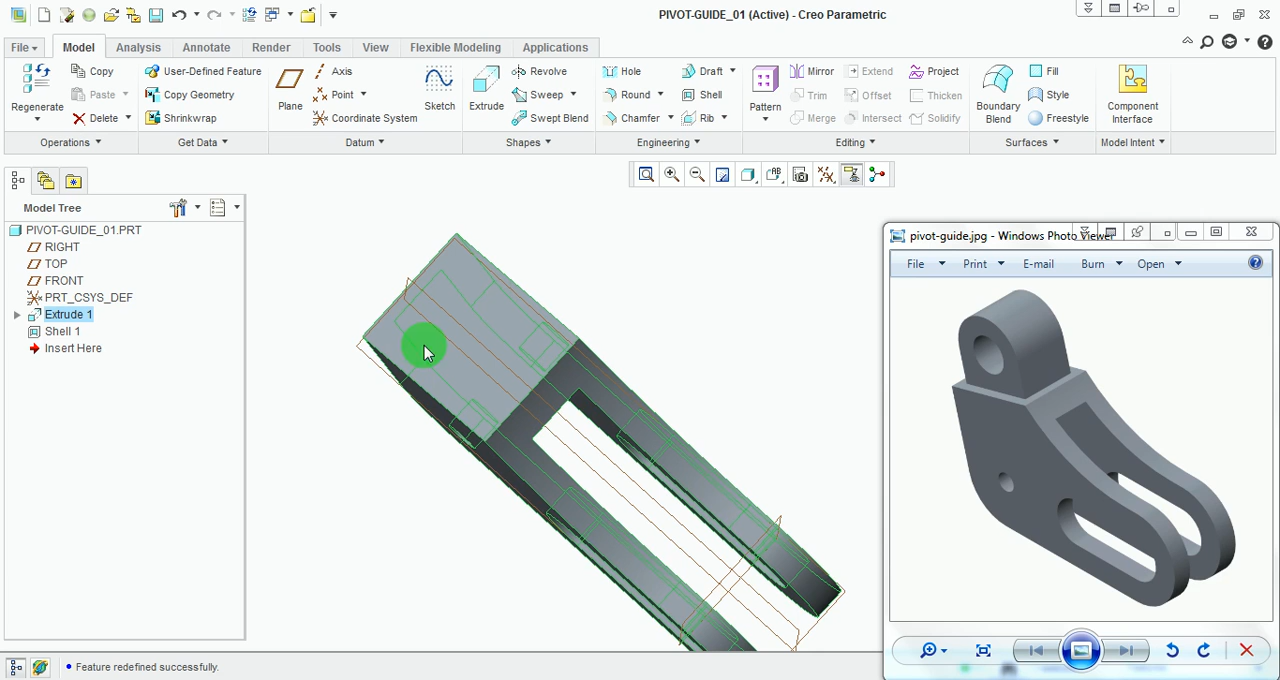 PIVOT-GUIDE_01 (Active) - Creo Parametric
File
Model
Analysis
Annotate
Render
Tools
View
Flexible Modeling
Applications
Regenerate
Copy
Paste
Delete
User-Defined Feature
Copy Geometry
Shrinkwrap
Plane
Axis
Point
Coordinate System
Sketch
Extrude
Revolve
Sweep
Swept Blend
Hole
Round
Chamfer
Draft
Shell
Rib
Pattern
Mirror
Trim
Merge
Extend
Offset
Intersect
Project
Thicken
Solidify
Boundary
Blend
Fill
Style
Freestyle
Component
Interface
Operations
Get Data
Datum
Shapes
Engineering
Editing
Surfaces
Model Intent
Model Tree
PIVOT-GUIDE_01.PRT
RIGHT
TOP
FRONT
PRT_CSYS_DEF
Extrude 1
Shell 1
Insert Here
pivot-guide.jpg - Windows Photo Viewer
File
Print
E-mail
Burn
Open
Feature redefined successfully.